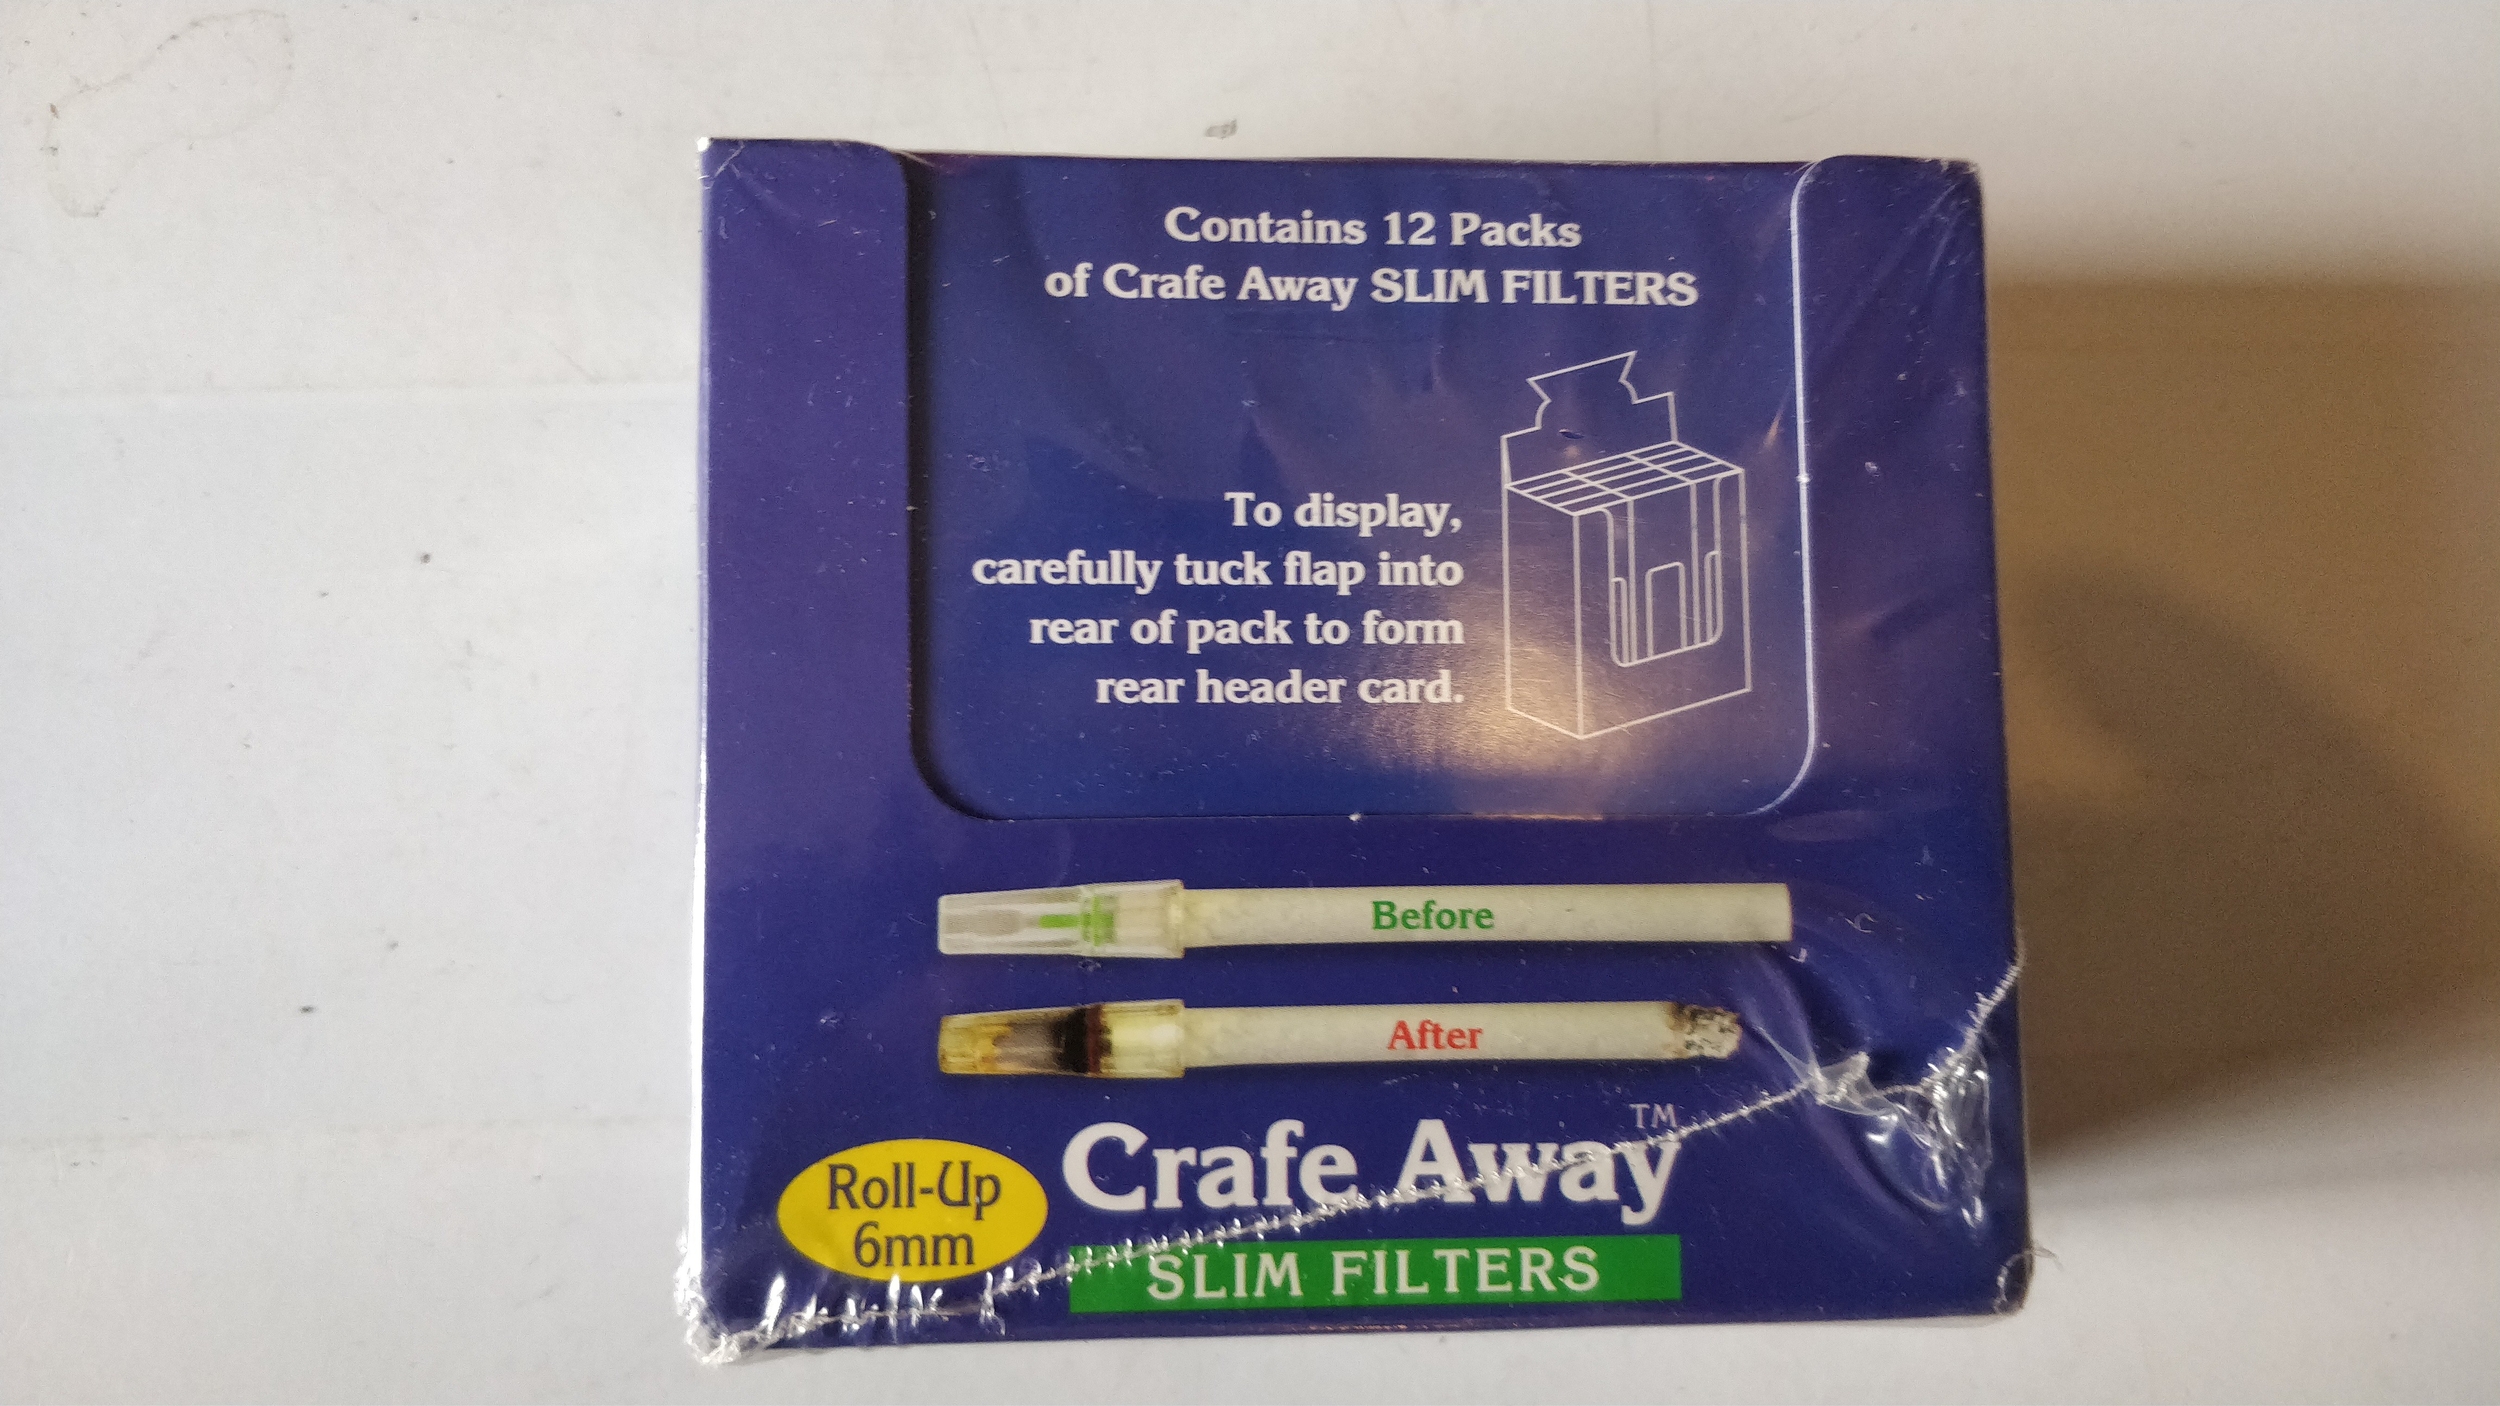 Contains 12 Packs
of Crafe Away SLIM FILTERS
To display,
carefully tuck flap into
rear of pack to form
rear header card.
Before
After
Roll-Up
6mm
Crafe Away™
SLIM FILTERS